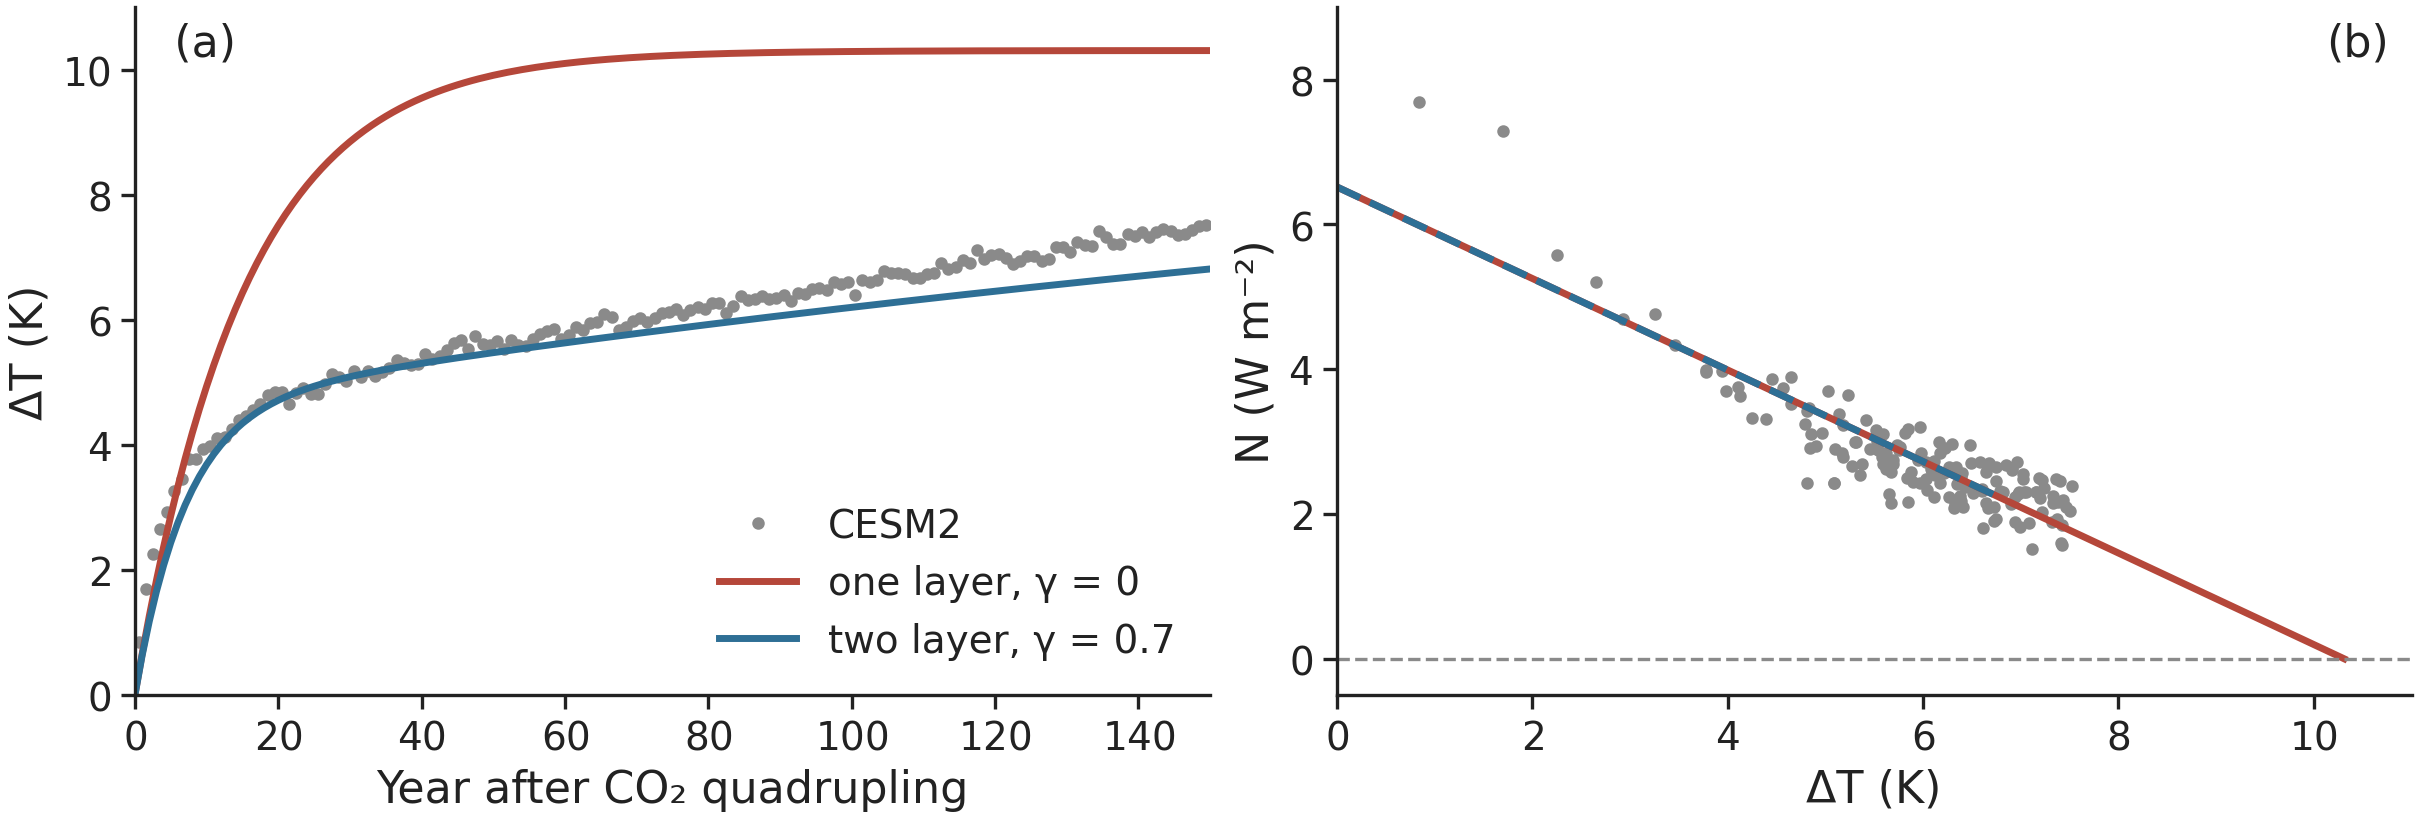 (a)
ΔT (K)
10
8
6
4
2
0
CESM2
one layer, γ = 0
two layer, γ = 0.7
0 20 40 60 80 100 120 140
Year after CO₂ quadrupling
(b)
N (W m⁻²)
8
6
4
2
0
0 2 4 6 8 10
ΔT (K)